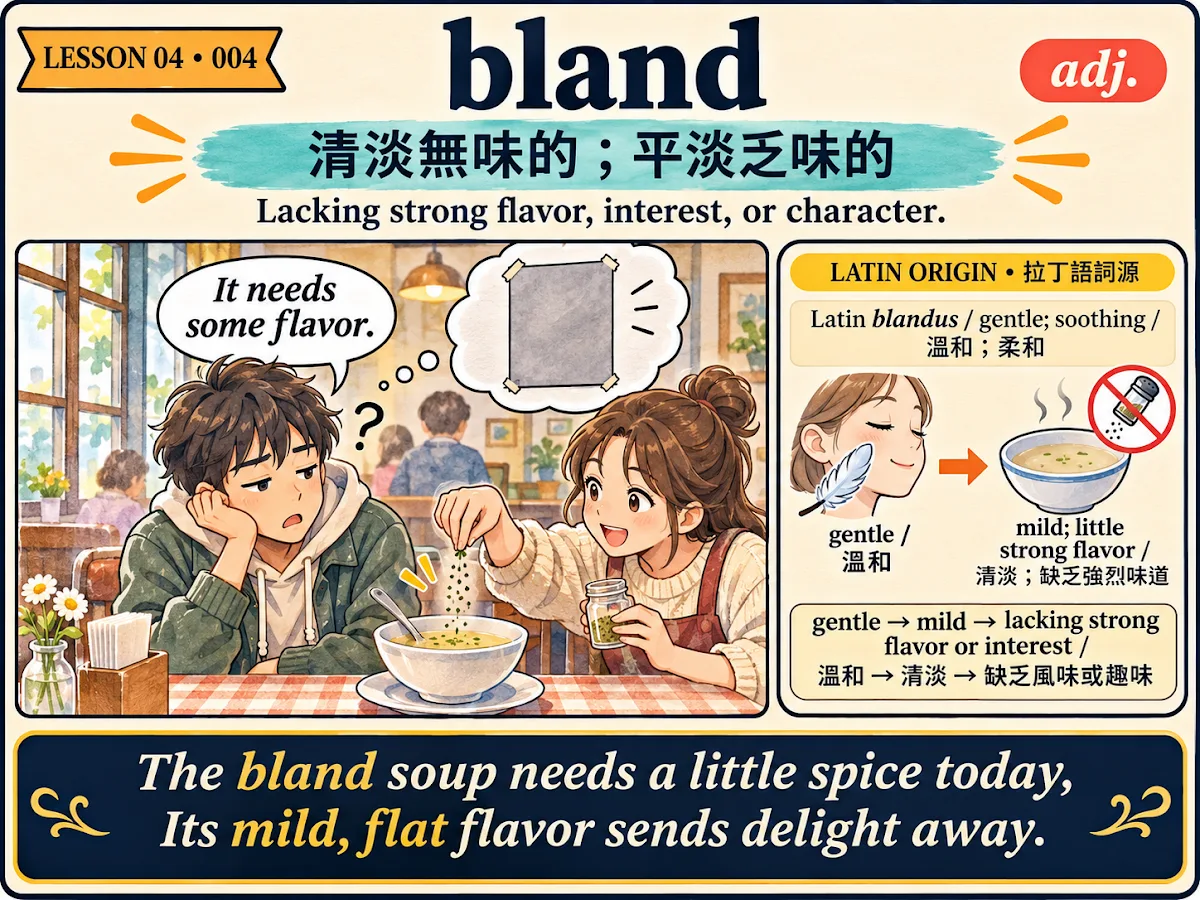 LESSON 04 • 004
bland
adj.
清淡無味的；平淡乏味的
Lacking strong flavor, interest, or character.
It needs
some flavor.
?
LATIN ORIGIN • 拉丁語詞源
Latin blandus / gentle; soothing /
溫和；柔和
gentle /
溫和
mild; little
strong flavor /
清淡；缺乏強烈味道
gentle → mild → lacking strong
flavor or interest /
溫和 → 清淡 → 缺乏風味或趣味
The bland soup needs a little spice today,
Its mild, flat flavor sends delight away.